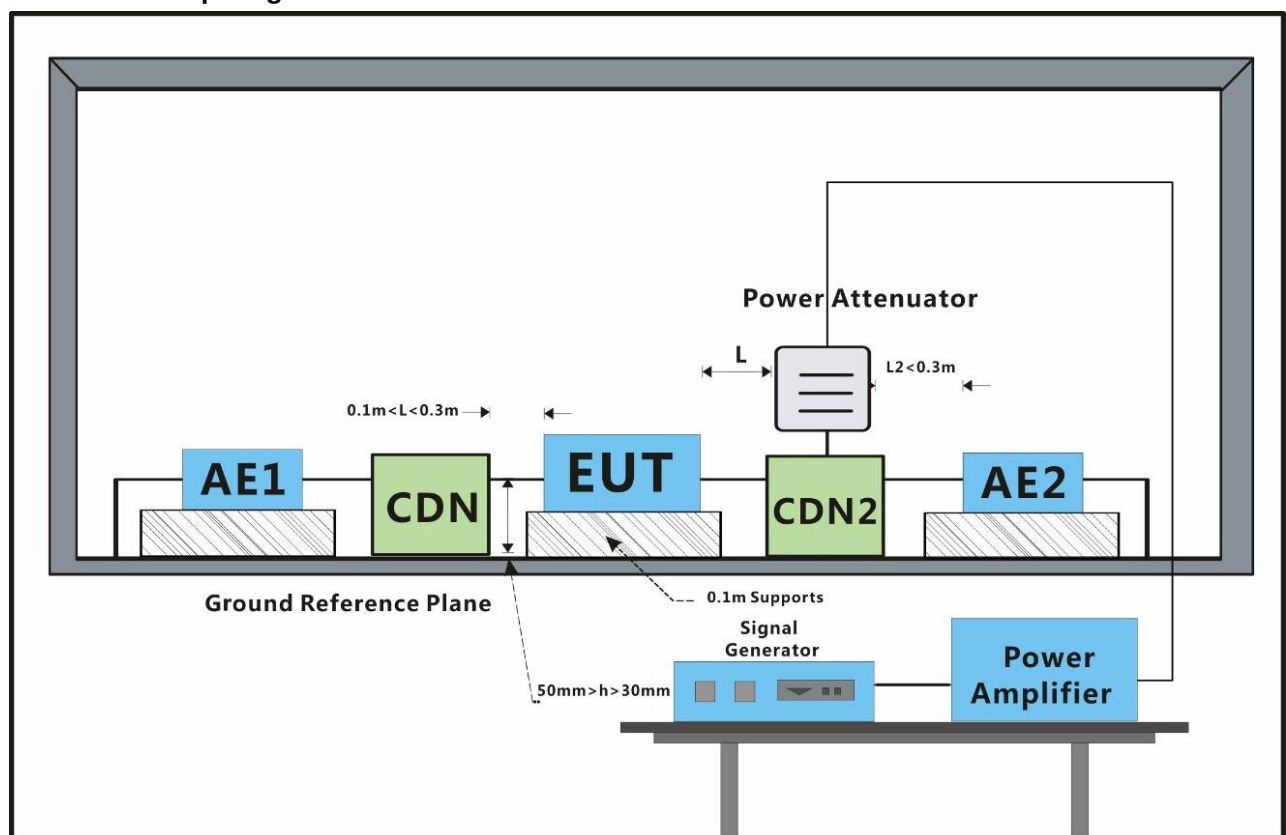 Power Attenuator
L
L2<0.3m
0.1m<L<0.3m
AE1
CDN
EUT
CDN2
AE2
Ground Reference Plane
0.1m Supports
Signal
Generator
Power
Amplifier
50mm>h>30mm